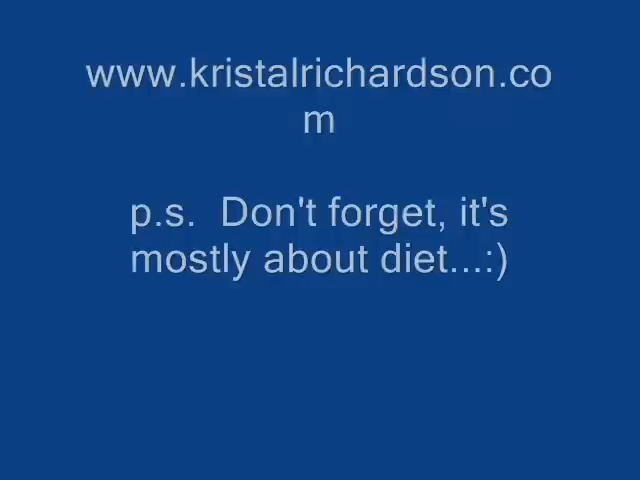 www.kristalrichardson.co
m
p.s.  Don't forget, it's
mostly about diet...:)